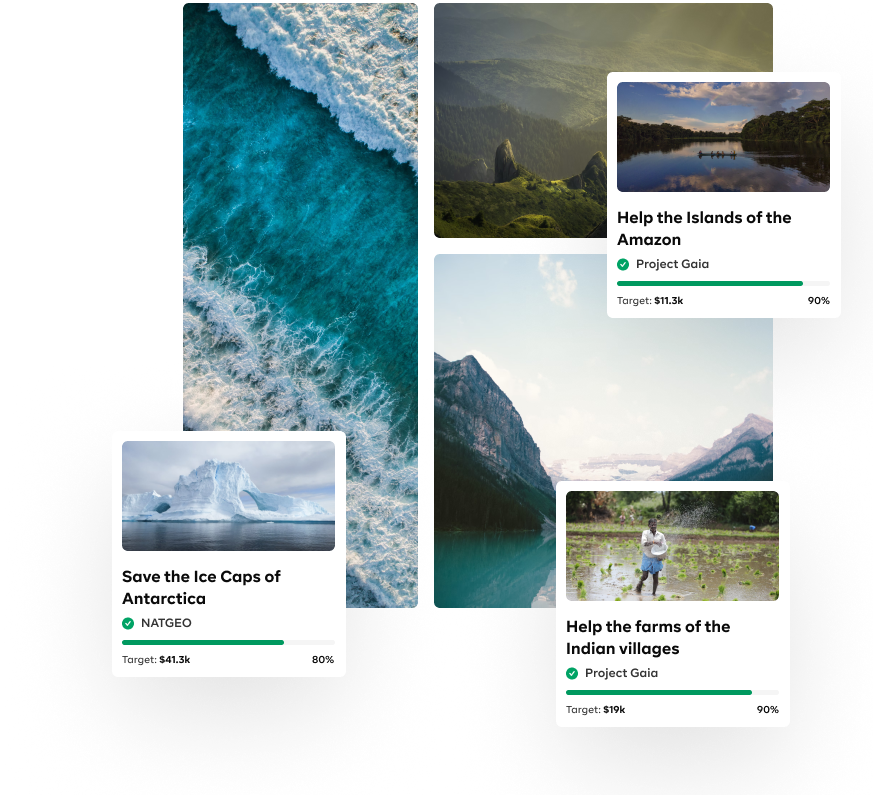 Help the Islands of the
Amazon
Project Gaia
Target: $11.3k 90%
Save the Ice Caps of
Antarctica
NATGEO
Target: $41.3k 80%
Help the farms of the
Indian villages
Project Gaia
Target: $19k 90%